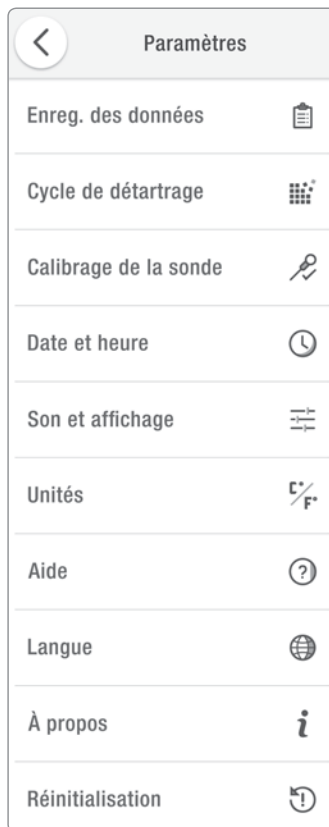 Paramètres
Enreg. des données
Cycle de détartrage
Calibrage de la sonde
Date et heure
Son et affichage
Unités
C° F°
Aide
Langue
À propos
Réinitialisation